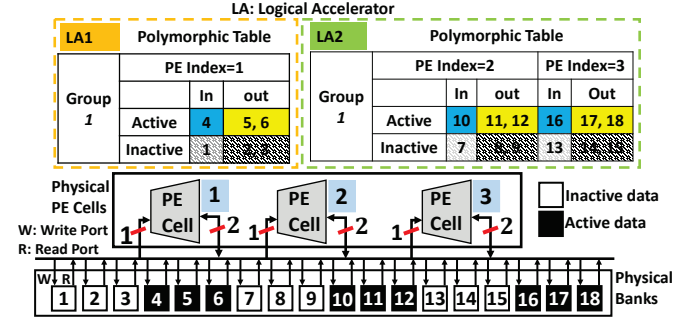 LA: Logical Accelerator
LA1 Polymorphic Table
Group 1
PE Index=1
In out
Active 4 5, 6
Inactive 1
LA2 Polymorphic Table
Group 1
PE Index=2 PE Index=3
In out In Out
Active 10 11, 12 16 17, 18
Inactive 7 13
Physical PE Cells
PE Cell 1
PE Cell 2
PE Cell 3
1 2 1 2 1 2
Inactive data
Active data
W: Write Port
R: Read Port
W R
1 2 3 4 5 6 7 8 9 10 11 12 13 14 15 16 17 18
Physical Banks